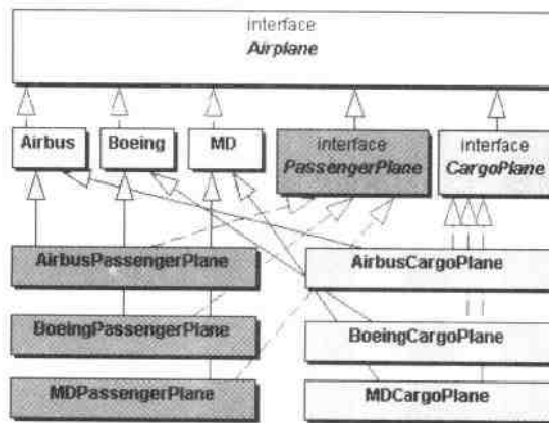 interface
Airplane
Airbus
Boeing
MD
interface
PassengerPlane
interface
CargoPlane
AirbusPassengerPlane
AirbusCargoPlane
BoeingPassengerPlane
BoeingCargoPlane
MDPassengerPlane
MDCargoPlane